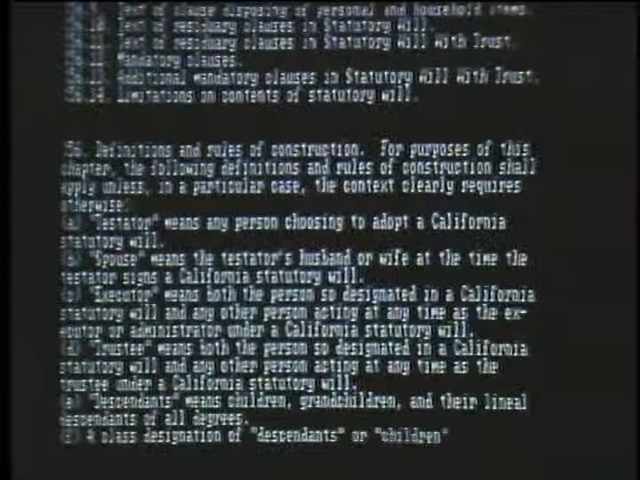 Text of clause disposing of personal and household items.
Text of residuary clauses in Statutory Will.
Text of residuary clauses in Statutory Will With Trust.
Mandatory clauses.
Additional mandatory clauses in Statutory Will With Trust.
Limitations on contents of statutory will.
56. Definitions and rules of construction. For purposes of this
chapter, the following definitions and rules of construction shall
apply unless, in a particular case, the context clearly requires
otherwise:
(a) "Testator" means any person choosing to adopt a California
statutory will.
(b) "Spouse" means the testator's husband or wife at the time the
testator signs a California statutory will.
(c) "Executor" means both the person so designated in a California
statutory will and any other person acting at any time as the ex-
ecutor or administrator under a California statutory will.
(d) "Trustee" means both the person so designated in a California
statutory will and any other person acting at any time as the
trustee under a California statutory will.
(e) "Descendants" means children, grandchildren, and their lineal
descendants of all degrees.
(f) A class designation of "descendants" or "children"